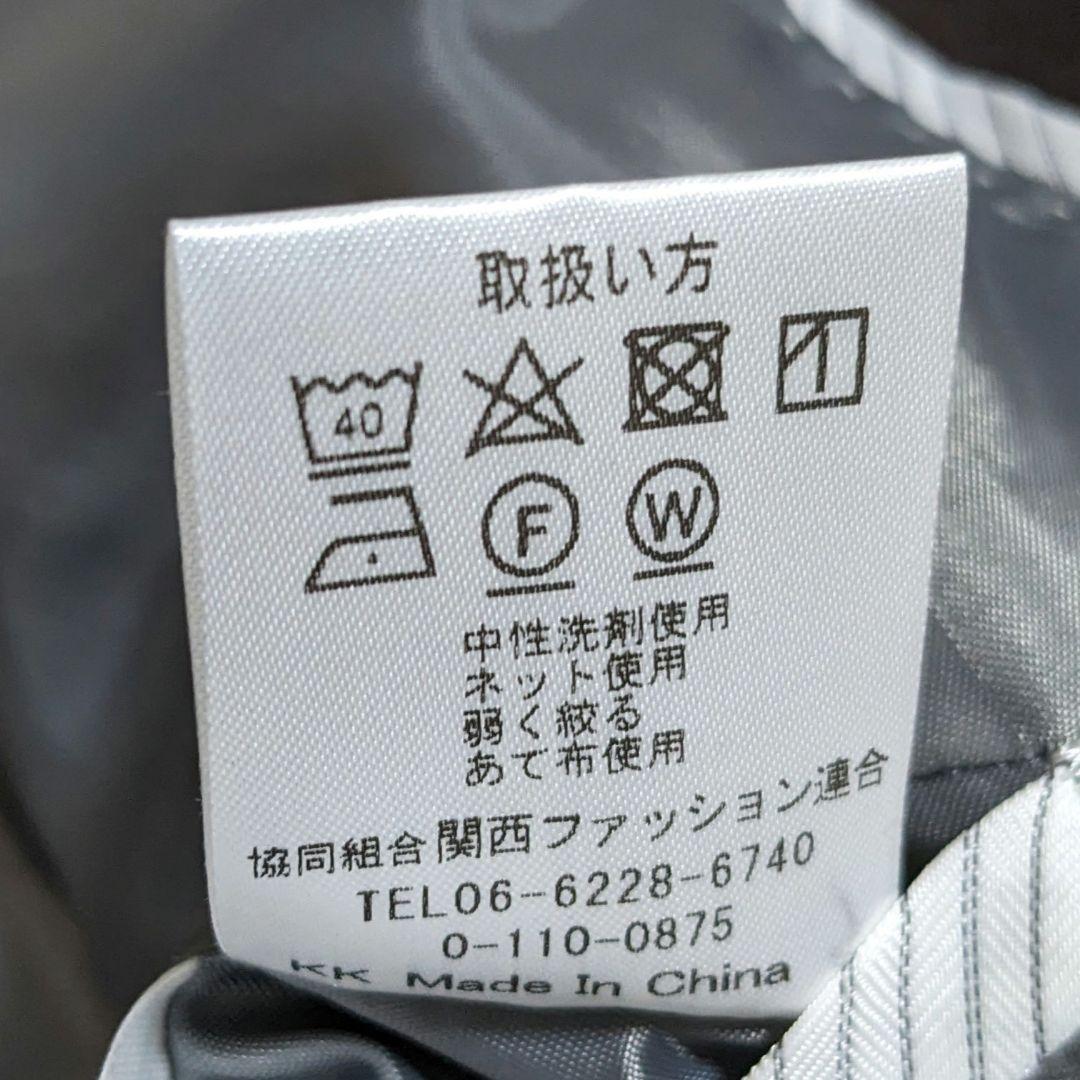 取扱い方
40
F W
中性洗剤使用
ネット使用
弱く絞る
あて布使用
協同組合関西ファッション連合
TEL06-6228-6740
0-110-0875
KK Made In China